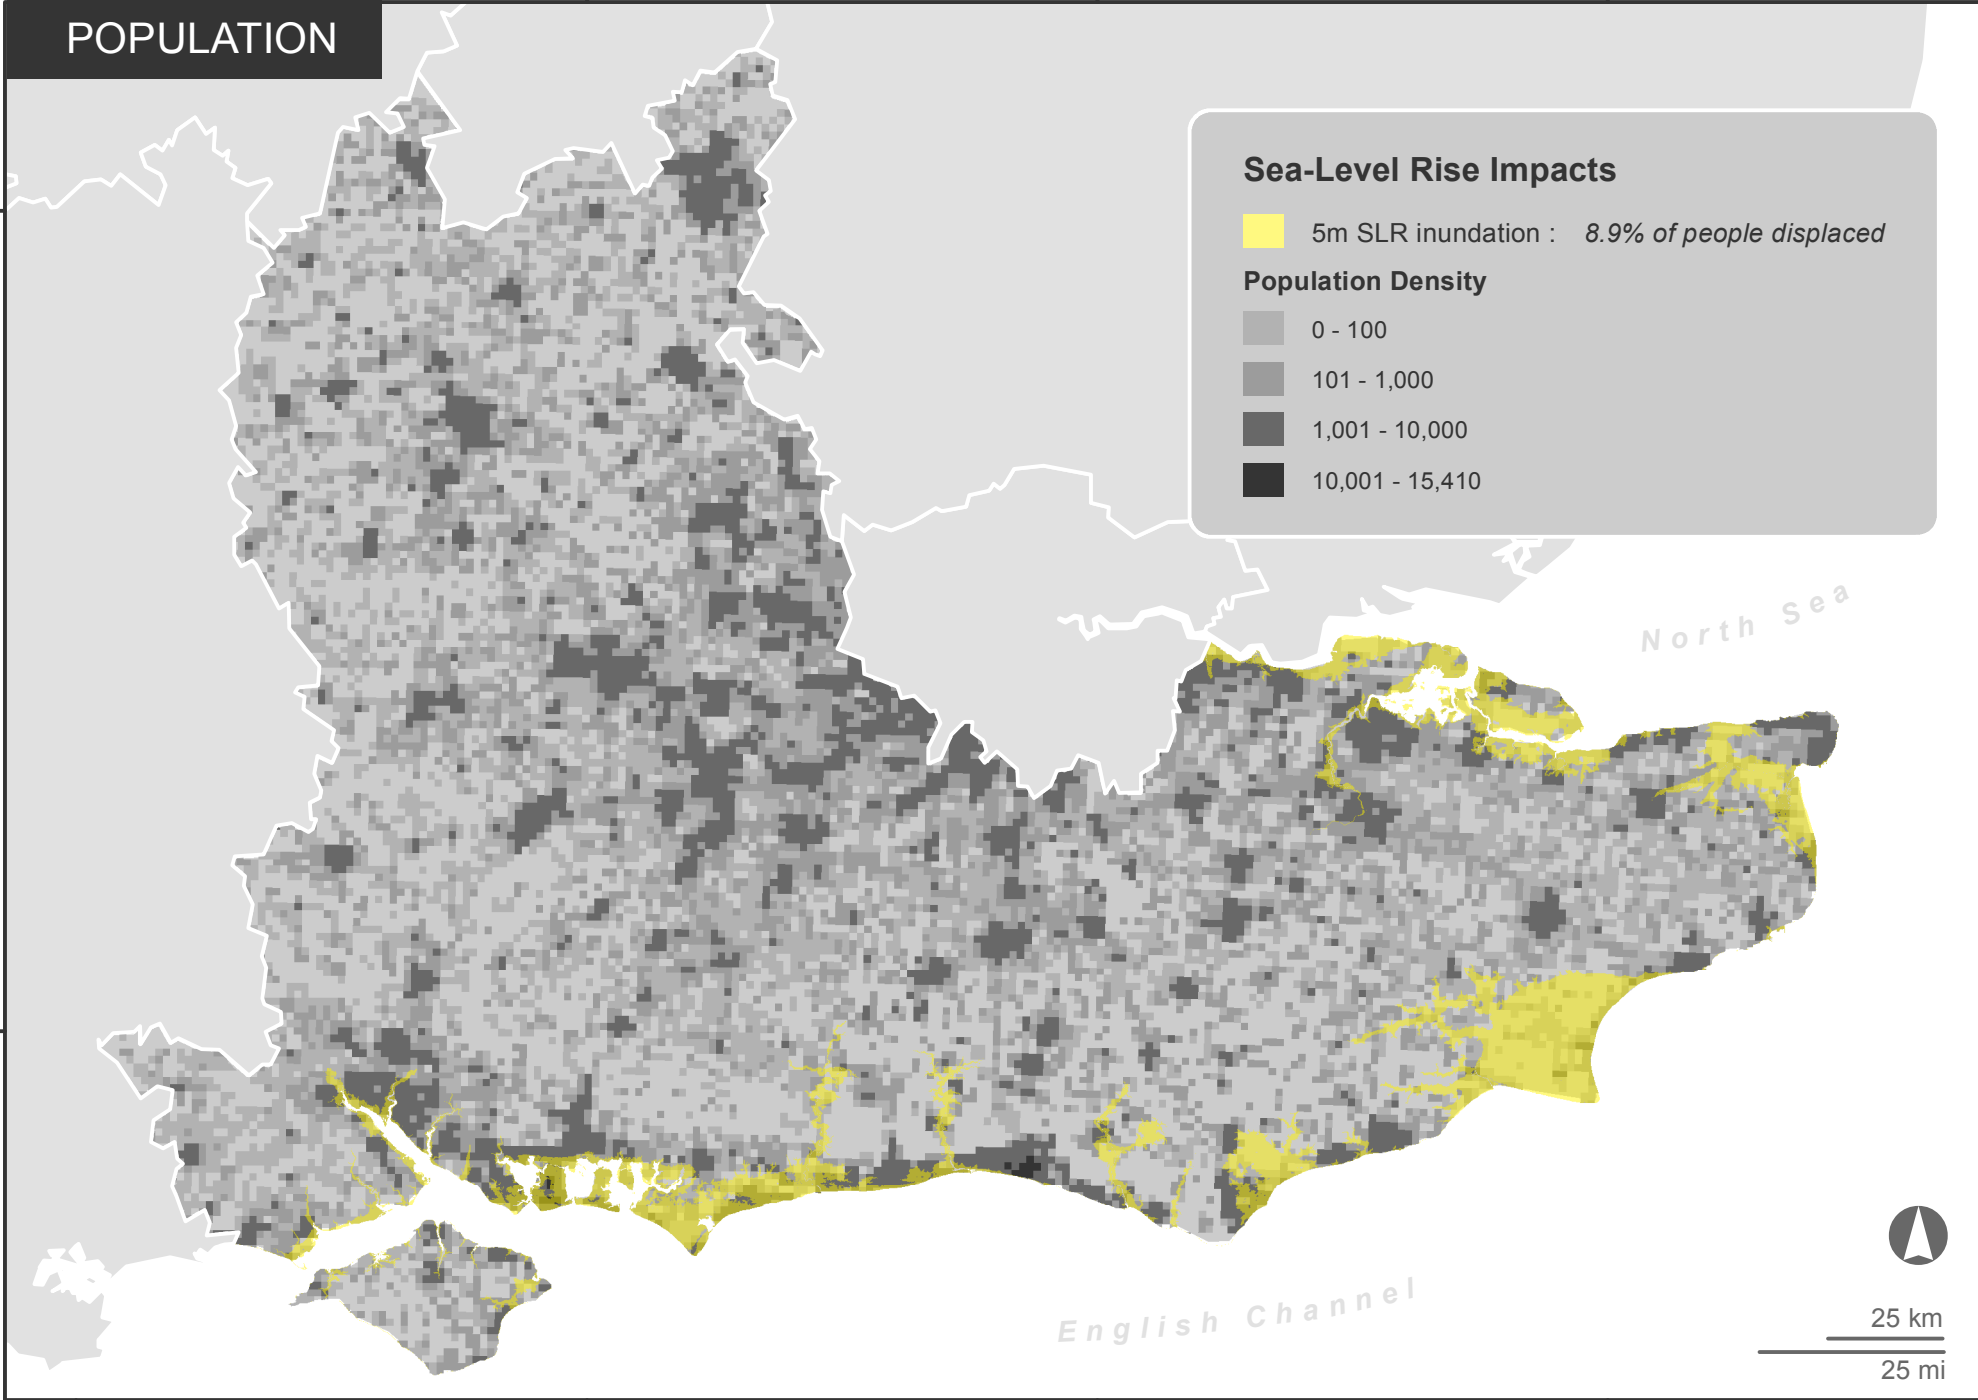 POPULATION
Sea-Level Rise Impacts
5m SLR inundation : 8.9% of people displaced
Population Density
0 - 100
101 - 1,000
1,001 - 10,000
10,001 - 15,410
North Sea
English Channel
25 km
25 mi